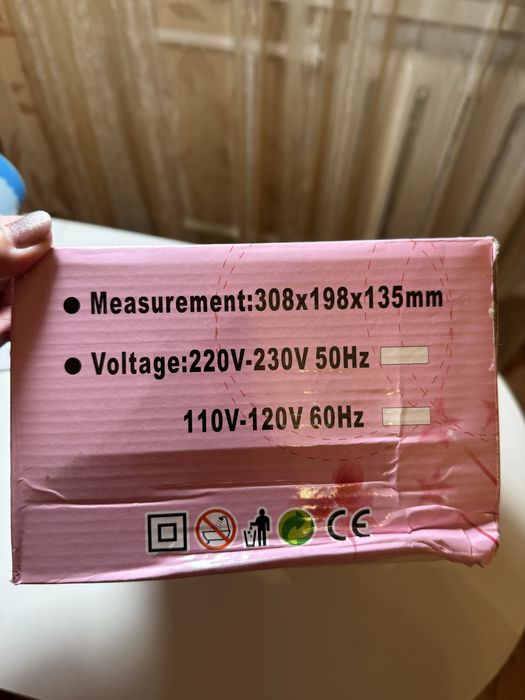 ● Measurement:308x198x135mm
● Voltage:220V-230V 50Hz
110V-120V 60Hz
CE